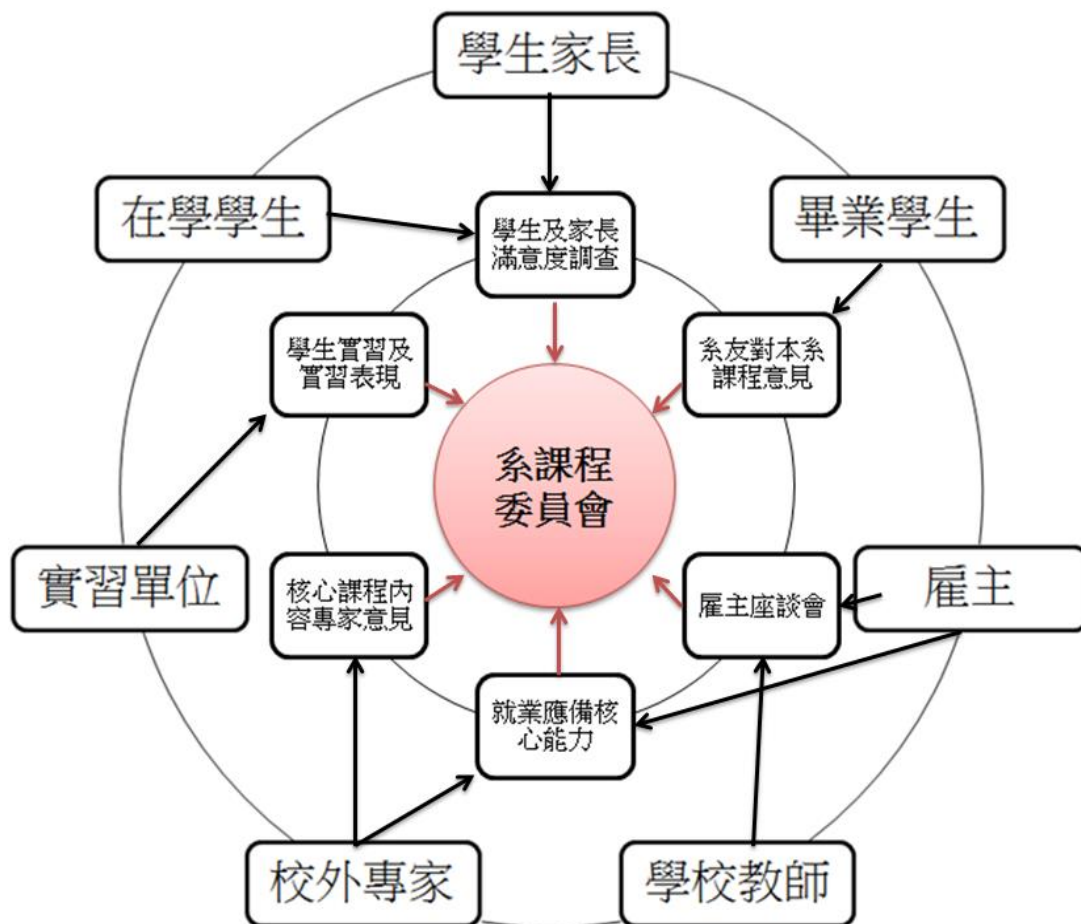 學生家長
在學學生
畢業學生
學生及家長
滿意度調查
學生實習及
實習表現
系友對本系
課程意見
系課程
委員會
實習單位
核心課程內
容專家意見
雇主座談會
雇主
就業應備核
心能力
校外專家
學校教師